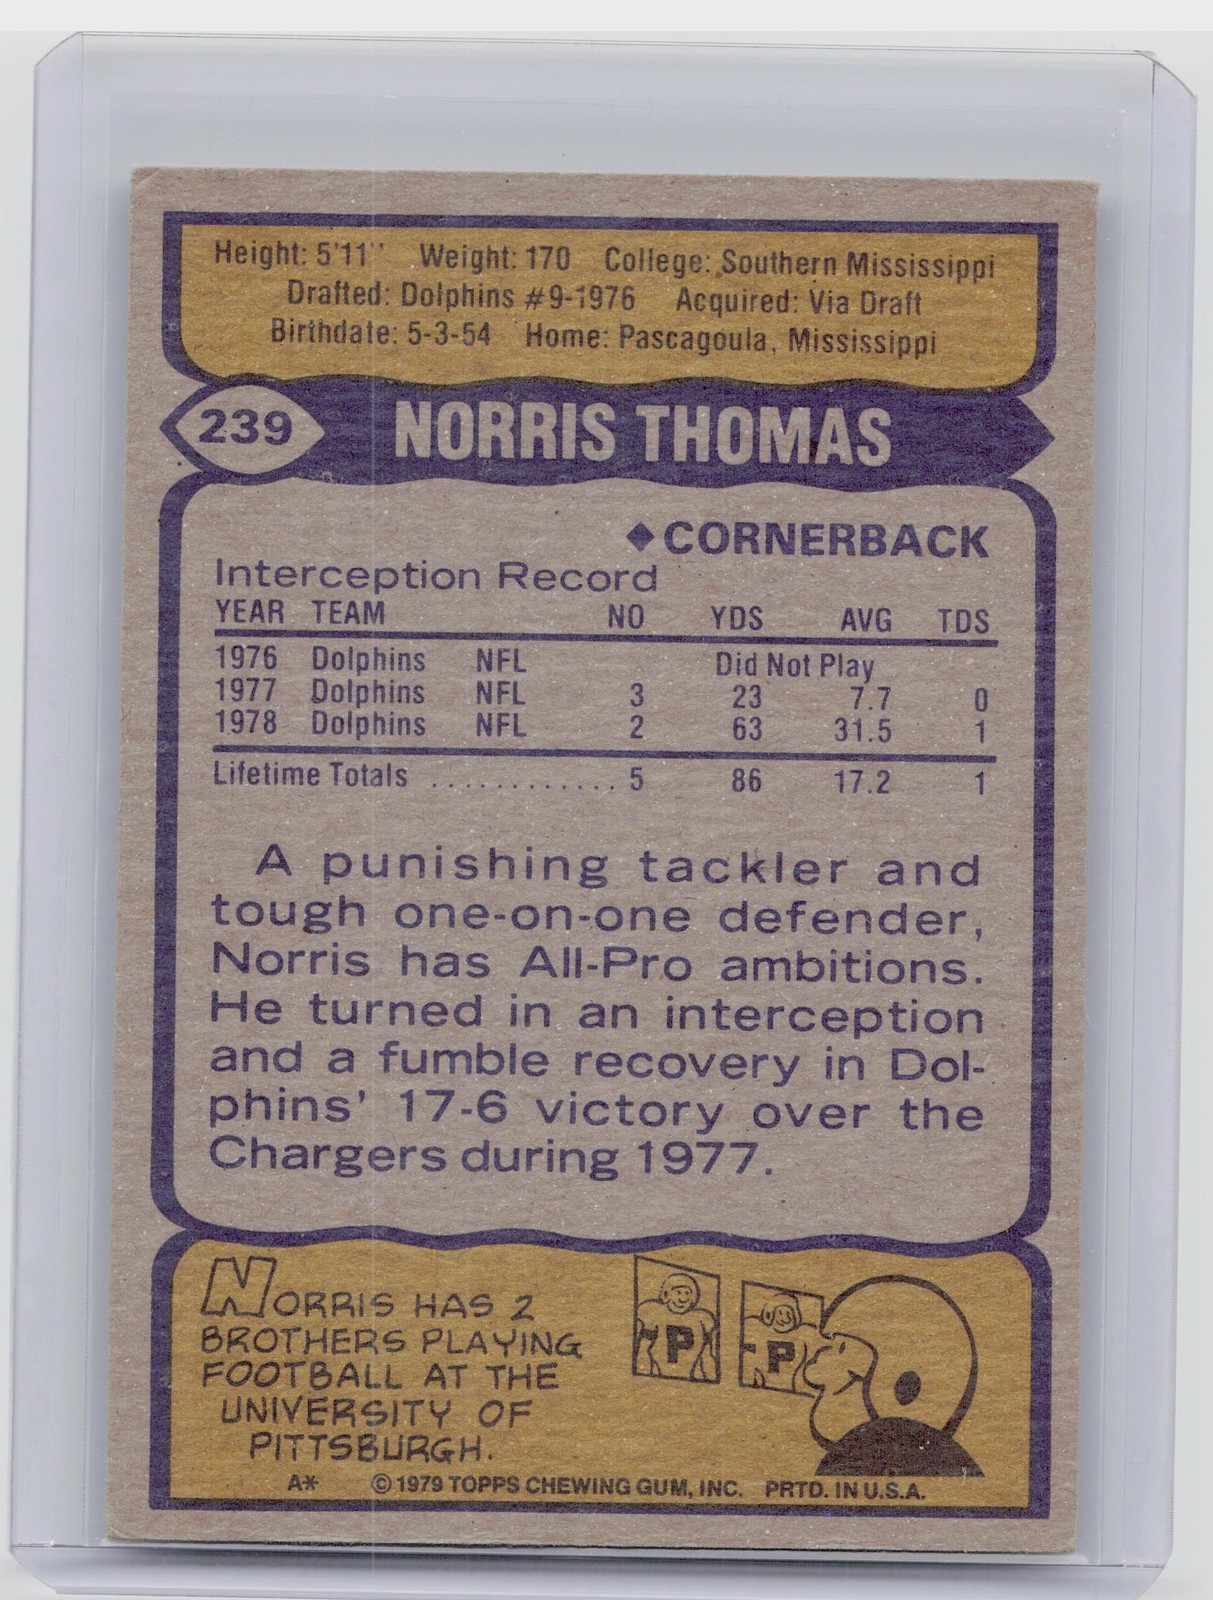 Height: 5'11" Weight: 170 College: Southern Mississippi
Drafted: Dolphins #9-1976 Acquired: Via Draft
Birthdate: 5-3-54 Home: Pascagoula, Mississippi
239 NORRIS THOMAS
◆CORNERBACK
Interception Record
YEAR TEAM NO YDS AVG TDS
1976 Dolphins NFL Did Not Play
1977 Dolphins NFL 3 23 7.7 0
1978 Dolphins NFL 2 63 31.5 1
Lifetime Totals ............ 5 86 17.2 1
A punishing tackler and
tough one-on-one defender,
Norris has All-Pro ambitions.
He turned in an interception
and a fumble recovery in Dol-
phins' 17-6 victory over the
Chargers during 1977.
NORRIS HAS 2
BROTHERS PLAYING
FOOTBALL AT THE
UNIVERSITY OF
PITTSBURGH.
P
P
A* © 1979 TOPPS CHEWING GUM, INC. PRTD. IN U.S.A.